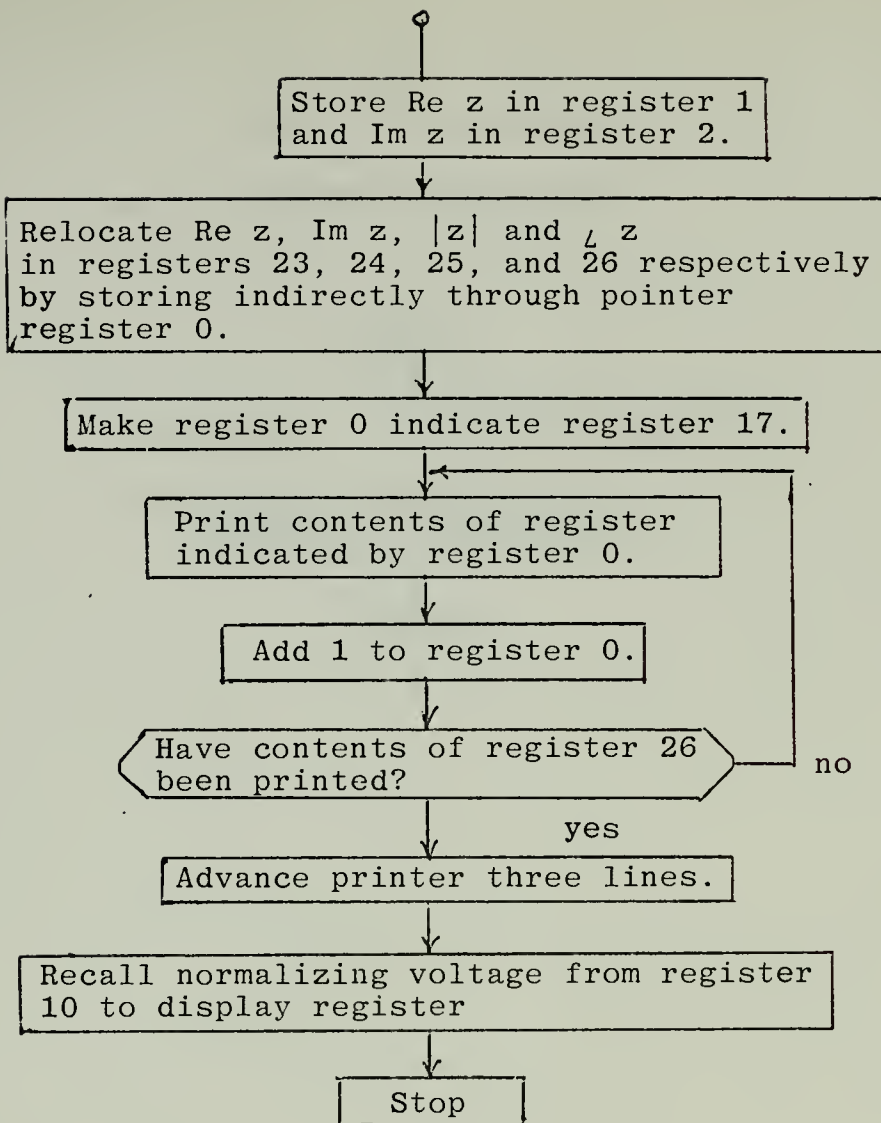 Store Re z in register 1
and Im z in register 2.
Relocate Re z, Im z, |z| and ∠ z
in registers 23, 24, 25, and 26 respectively
by storing indirectly through pointer
register 0.
Make register 0 indicate register 17.
Print contents of register
indicated by register 0.
Add 1 to register 0.
Have contents of register 26
been printed?
no
yes
Advance printer three lines.
Recall normalizing voltage from register
10 to display register
Stop